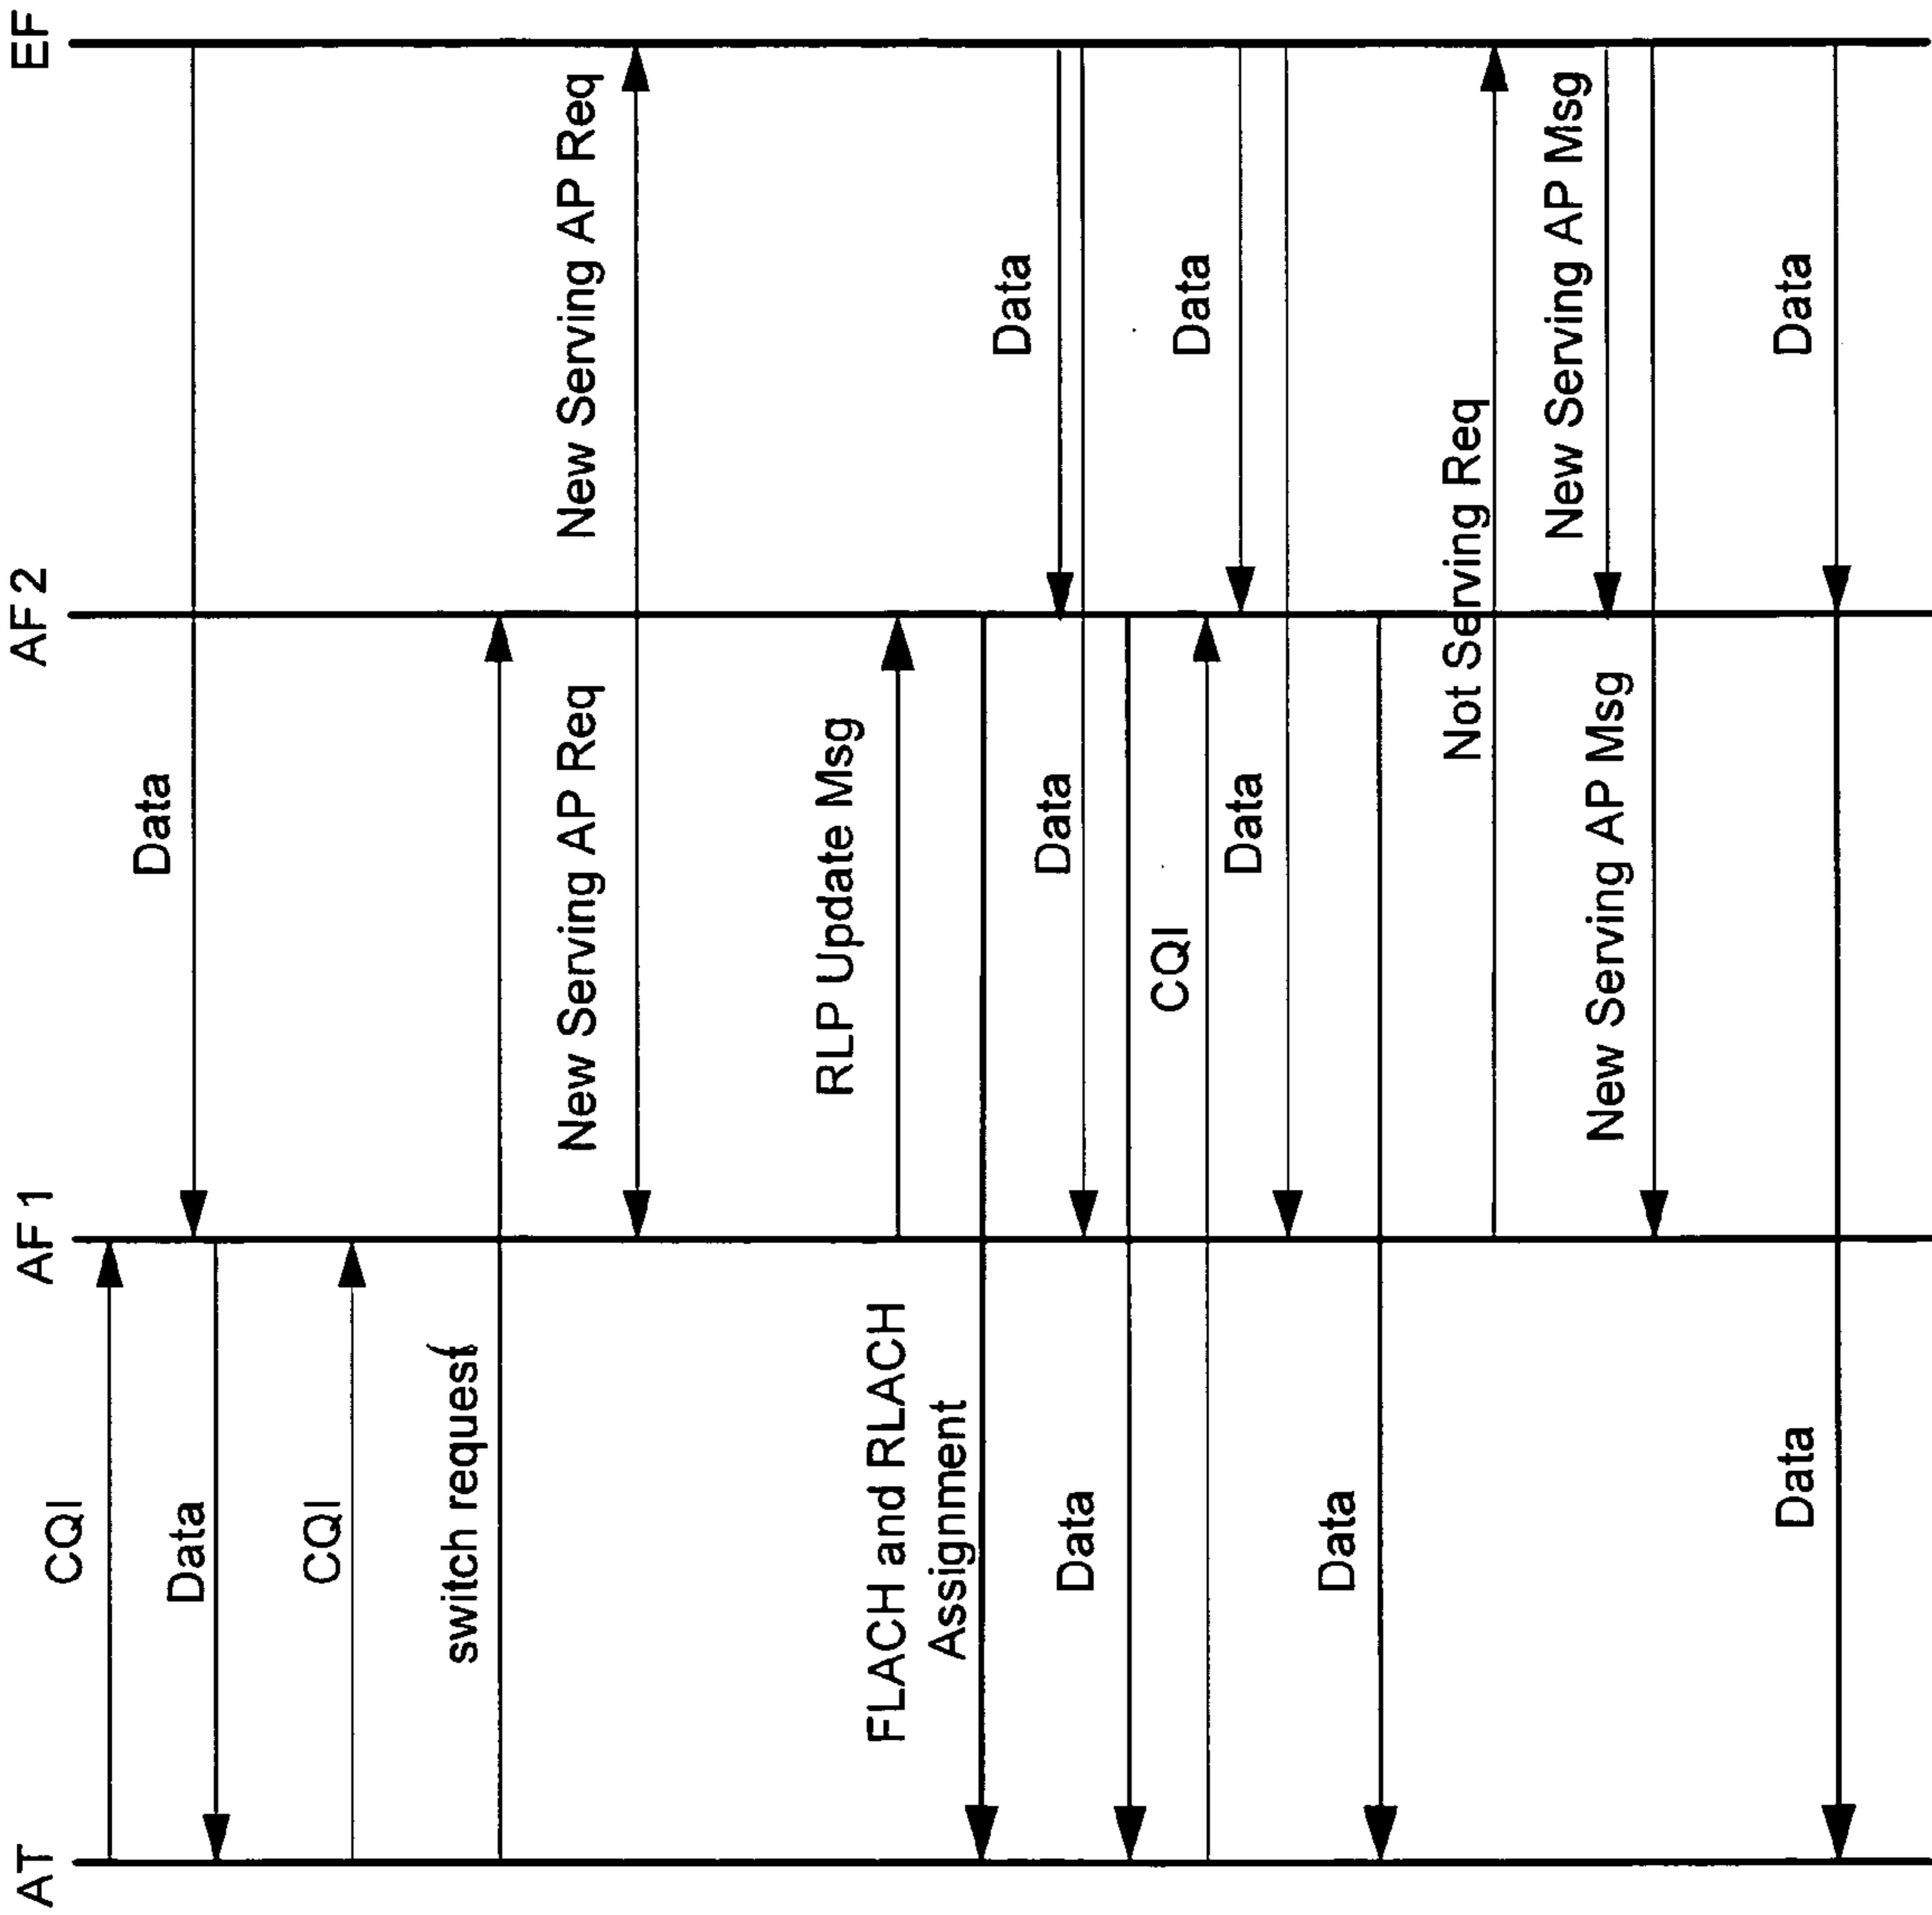 AT
AF 1
AF 2
EF
CQI
Data
Data
CQI
switch request
New Serving AP Req
New Serving AP Req
RLP Update Msg
FLACH and RLACH
Assignment
Data
Data
Data
CQI
Data
Data
Data
Not Serving Req
New Serving AP Msg
New Serving AP Msg
Data
Data